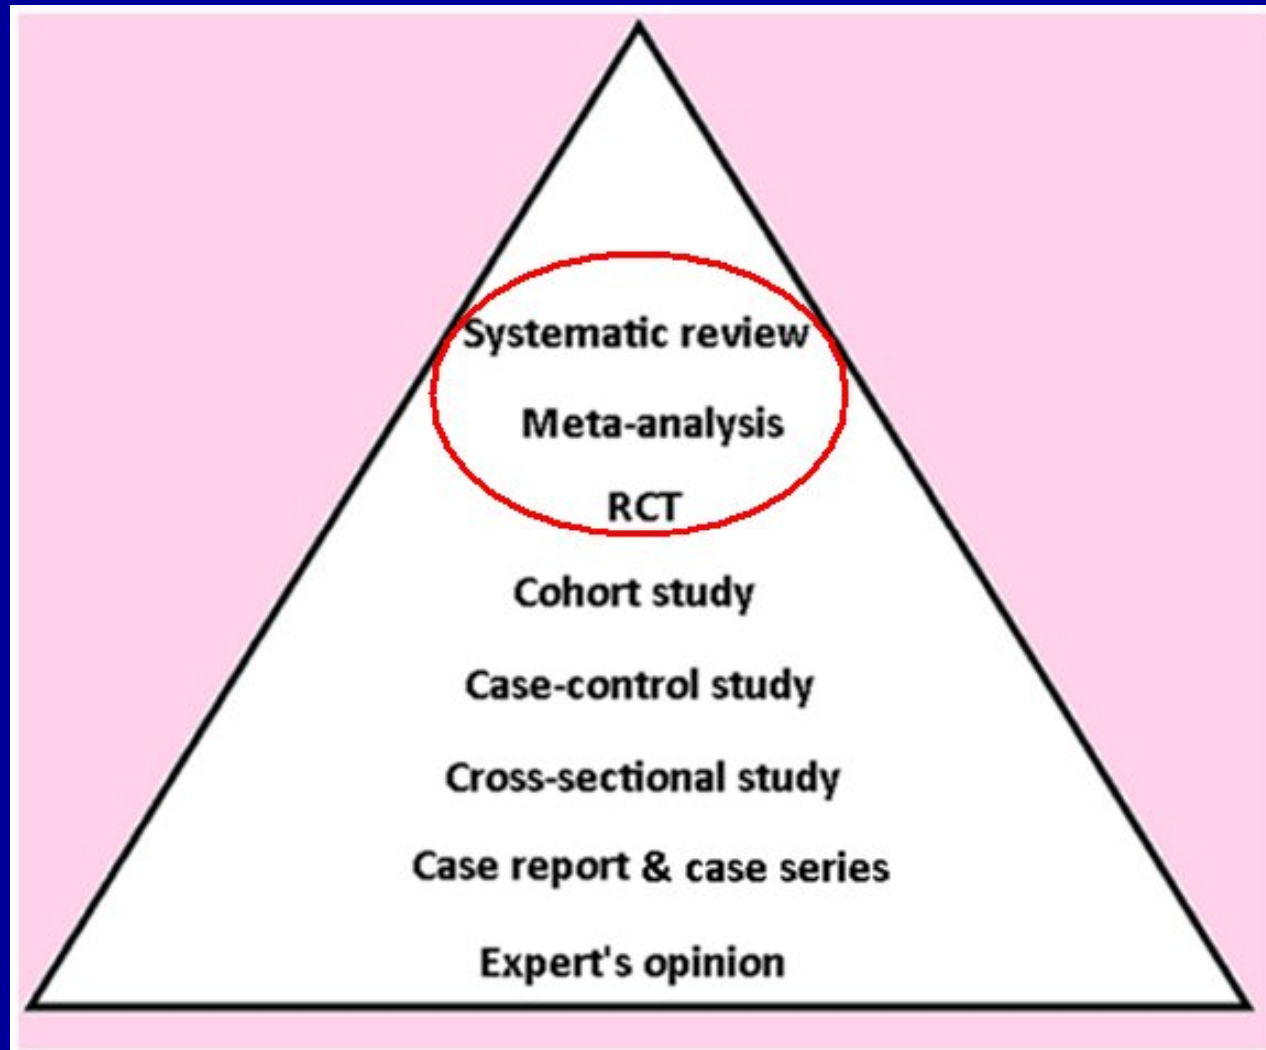 Systematic review
Meta-analysis
RCT
Cohort study
Case-control study
Cross-sectional study
Case report & case series
Expert's opinion